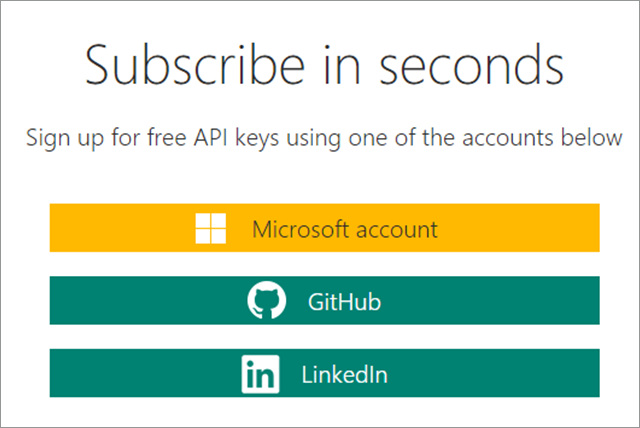 Subscribe in seconds
Sign up for free API keys using one of the accounts below
Microsoft account
GitHub
in LinkedIn